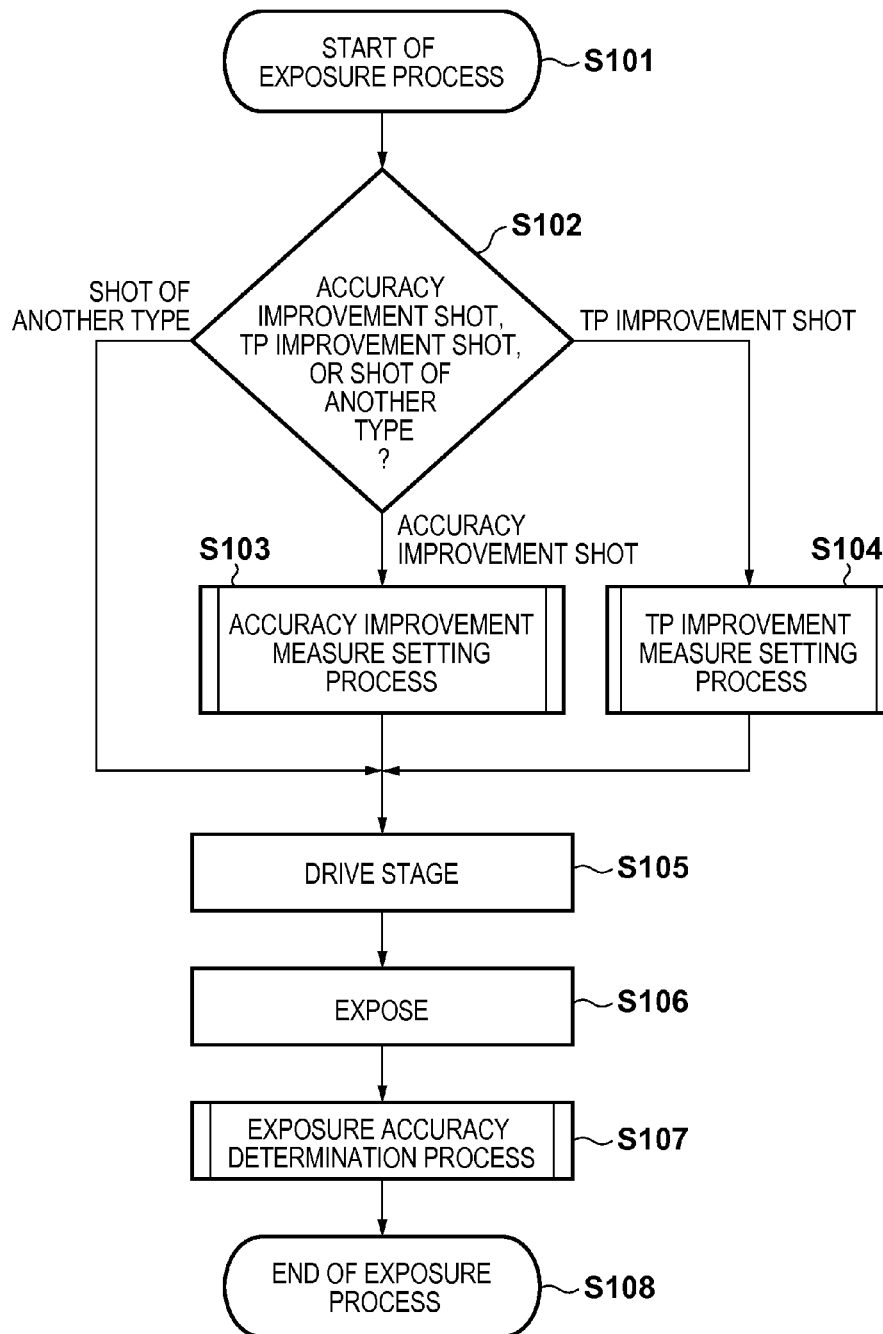 START OF
EXPOSURE PROCESS
S101
S102
SHOT OF
ANOTHER TYPE
ACCURACY
IMPROVEMENT SHOT,
TP IMPROVEMENT SHOT,
OR SHOT OF
ANOTHER
TYPE
?
TP IMPROVEMENT SHOT
ACCURACY
IMPROVEMENT SHOT
S103
ACCURACY IMPROVEMENT
MEASURE SETTING
PROCESS
S104
TP IMPROVEMENT
MEASURE SETTING
PROCESS
DRIVE STAGE
S105
EXPOSE
S106
EXPOSURE ACCURACY
DETERMINATION PROCESS
S107
END OF EXPOSURE
PROCESS
S108